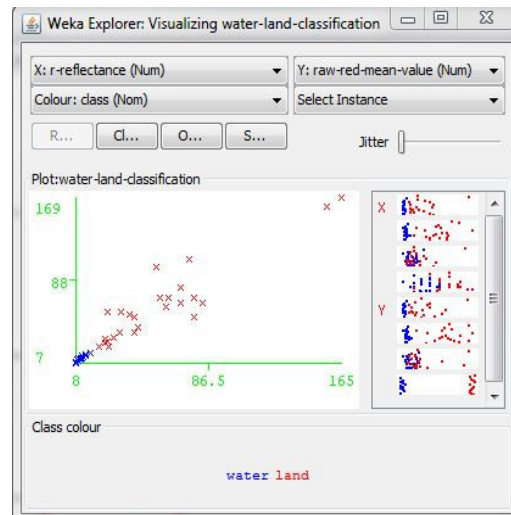 Weka Explorer: Visualizing water-land-classification
X: r-reflectance (Num)
Y: raw-red-mean-value (Num)
Colour: class (Nom)
Select Instance
R...
Cl...
O...
S...
Jitter
Plot:water-land-classification
169
88
7
8
86.5
165
X
Y
Class colour
water land